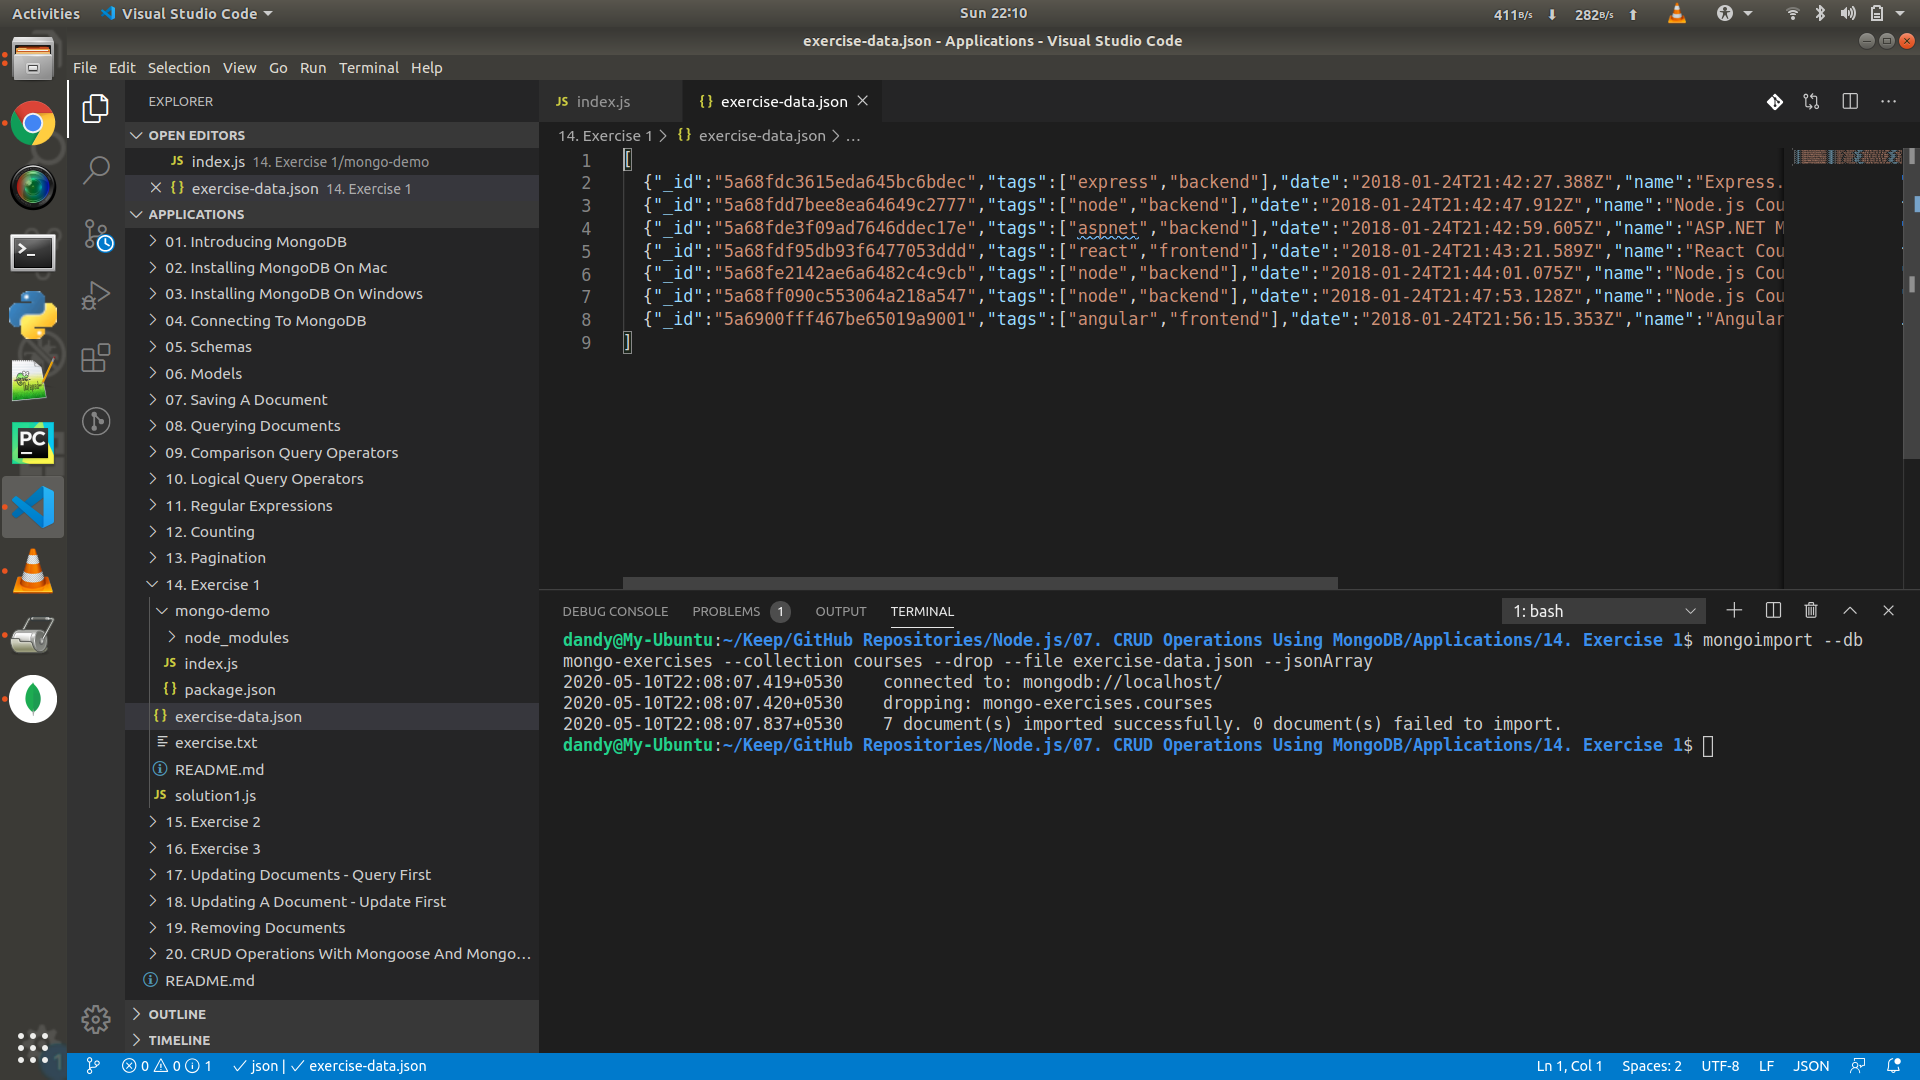 Activities Visual Studio Code Sun 22:10 411B/s 282B/s
exercise-data.json - Applications - Visual Studio Code
File Edit Selection View Go Run Terminal Help
EXPLORER
OPEN EDITORS
JS index.js 14. Exercise 1/mongo-demo
{} exercise-data.json 14. Exercise 1
APPLICATIONS
01. Introducing MongoDB
02. Installing MongoDB On Mac
03. Installing MongoDB On Windows
04. Connecting To MongoDB
05. Schemas
06. Models
07. Saving A Document
08. Querying Documents
09. Comparison Query Operators
10. Logical Query Operators
11. Regular Expressions
12. Counting
13. Pagination
14. Exercise 1
mongo-demo
node_modules
JS index.js
{} package.json
{} exercise-data.json
exercise.txt
README.md
JS solution1.js
15. Exercise 2
16. Exercise 3
17. Updating Documents - Query First
18. Updating A Document - Update First
19. Removing Documents
20. CRUD Operations With Mongoose And Mongo...
README.md
OUTLINE
TIMELINE
JS index.js {} exercise-data.json
14. Exercise 1 > {} exercise-data.json > ...
1 [
2 {"_id":"5a68fdc3615eda645bc6bdec","tags":["express","backend"],"date":"2018-01-24T21:42:27.388Z","name":"Express.
3 {"_id":"5a68fdd7bee8ea64649c2777","tags":["node","backend"],"date":"2018-01-24T21:42:47.912Z","name":"Node.js Cou
4 {"_id":"5a68fde3f09ad7646ddec17e","tags":["aspnet","backend"],"date":"2018-01-24T21:42:59.605Z","name":"ASP.NET M
5 {"_id":"5a68fdf95db93f6477053ddd","tags":["react","frontend"],"date":"2018-01-24T21:43:21.589Z","name":"React Cou
6 {"_id":"5a68fe2142ae6a6482c4c9cb","tags":["node","backend"],"date":"2018-01-24T21:44:01.075Z","name":"Node.js Cou
7 {"_id":"5a68ff090c553064a218a547","tags":["node","backend"],"date":"2018-01-24T21:47:53.128Z","name":"Node.js Cou
8 {"_id":"5a6900fff467be65019a9001","tags":["angular","frontend"],"date":"2018-01-24T21:56:15.353Z","name":"Angular
9 ]
DEBUG CONSOLE PROBLEMS 1 OUTPUT TERMINAL 1: bash
dandy@My-Ubuntu:~/Keep/GitHub Repositories/Node.js/07. CRUD Operations Using MongoDB/Applications/14. Exercise 1$ mongoimport --db
mongo-exercises --collection courses --drop --file exercise-data.json --jsonArray
2020-05-10T22:08:07.419+0530 connected to: mongodb://localhost/
2020-05-10T22:08:07.420+0530 dropping: mongo-exercises.courses
2020-05-10T22:08:07.837+0530 7 document(s) imported successfully. 0 document(s) failed to import.
dandy@My-Ubuntu:~/Keep/GitHub Repositories/Node.js/07. CRUD Operations Using MongoDB/Applications/14. Exercise 1$
PC
0 0 1 json | exercise-data.json Ln 1, Col 1 Spaces: 2 UTF-8 LF JSON